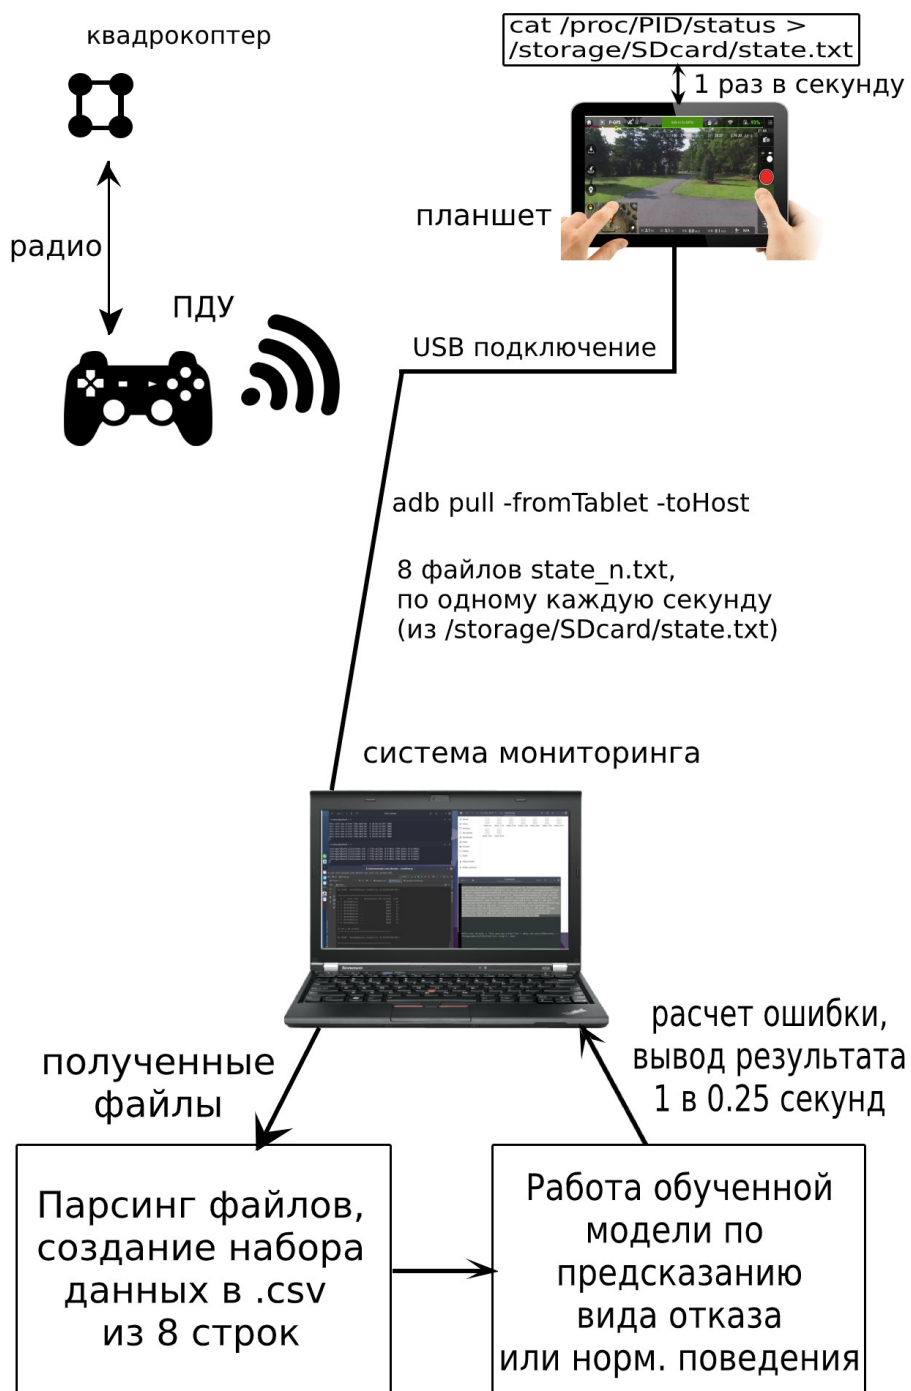 квадрокоптер
cat /proc/PID/status >
/storage/SDcard/state.txt
1 раз в секунду
планшет
радио
ПДУ
USB подключение
adb pull -fromTablet -toHost
8 файлов state_n.txt,
по одному каждую секунду
(из /storage/SDcard/state.txt)
система мониторинга
полученные
файлы
расчет ошибки,
вывод результата
1 в 0.25 секунд
Парсинг файлов,
создание набора
данных в .csv
из 8 строк
Работа обученной
модели по
предсказанию
вида отказа
или норм. поведения